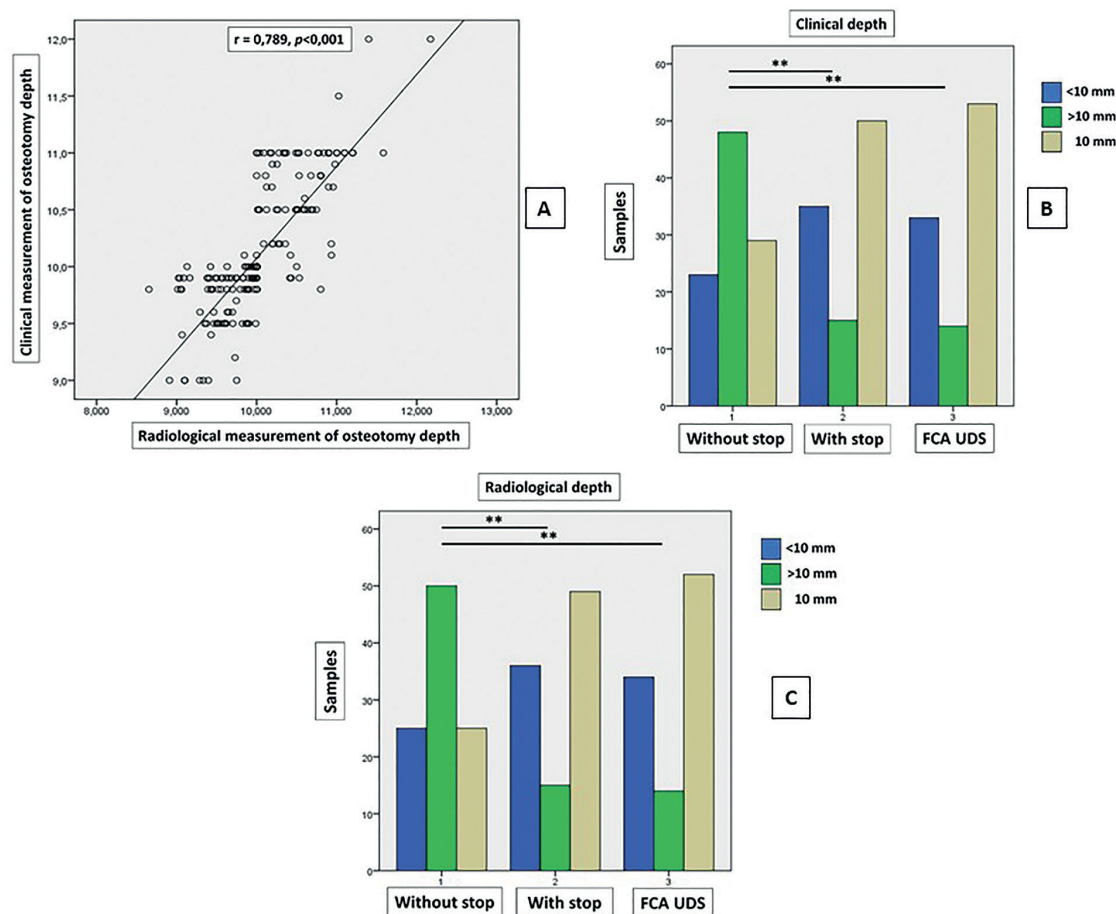 r = 0,789, p<0,001
12,0
11,5
11,0
10,5
10,0
9,5
9,0
Clinical measurement of osteotomy depth
8,000 9,000 10,000 11,000 12,000 13,000
Radiological measurement of osteotomy depth
A
Clinical depth
**
**
60
50
40
30
20
10
0
Samples
1 2 3
Without stop With stop FCA UDS
<10 mm
>10 mm
10 mm
B
Radiological depth
**
**
60
50
40
30
20
10
0
Samples
1 2 3
Without stop With stop FCA UDS
<10 mm
>10 mm
10 mm
C